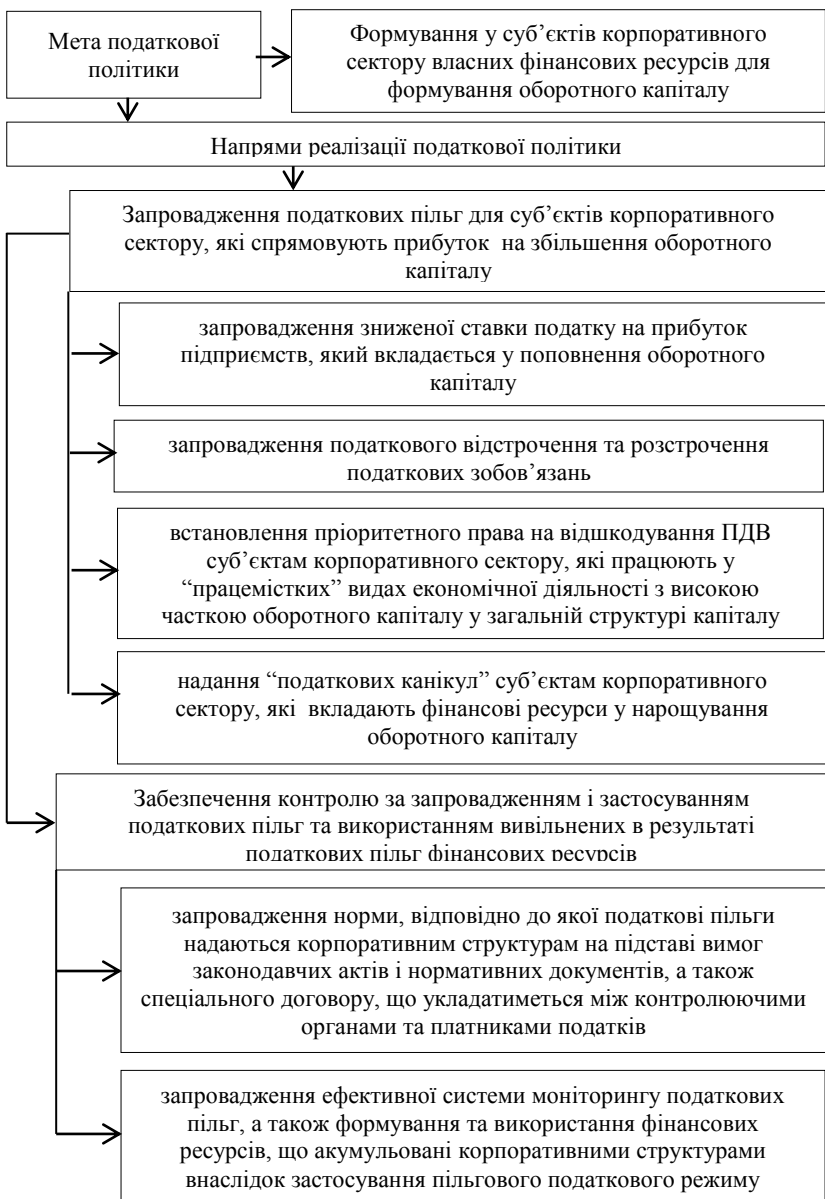 Мета податкової
політики
Формування у суб’єктів корпоративного
сектору власних фінансових ресурсів для
формування оборотного капіталу
Напрями реалізації податкової політики
Запровадження податкових пільг для суб’єктів корпоративного
сектору, які спрямовують прибуток на збільшення оборотного
капіталу
запровадження зниженої ставки податку на прибуток
підприємств, який вкладається у поповнення оборотного
капіталу
запровадження податкового відстрочення та розстрочення
податкових зобов’язань
встановлення пріоритетного права на відшкодування ПДВ
суб’єктам корпоративного сектору, які працюють у
“працемістких” видах економічної діяльності з високою
часткою оборотного капіталу у загальній структурі капіталу
надання “податкових канікул” суб’єктам корпоративного
сектору, які вкладають фінансові ресурси у нарощування
оборотного капіталу
Забезпечення контролю за запровадженням і застосуванням
податкових пільг та використанням вивільнених в результаті
податкових пільг фінансових ресурсів
запровадження норми, відповідно до якої податкові пільги
надаються корпоративним структурам на підставі вимог
законодавчих актів і нормативних документів, а також
спеціального договору, що укладатиметься між контролюючими
органами та платниками податків
запровадження ефективної системи моніторингу податкових
пільг, а також формування та використання фінансових
ресурсів, що акумульовані корпоративними структурами
внаслідок застосування пільгового податкового режиму